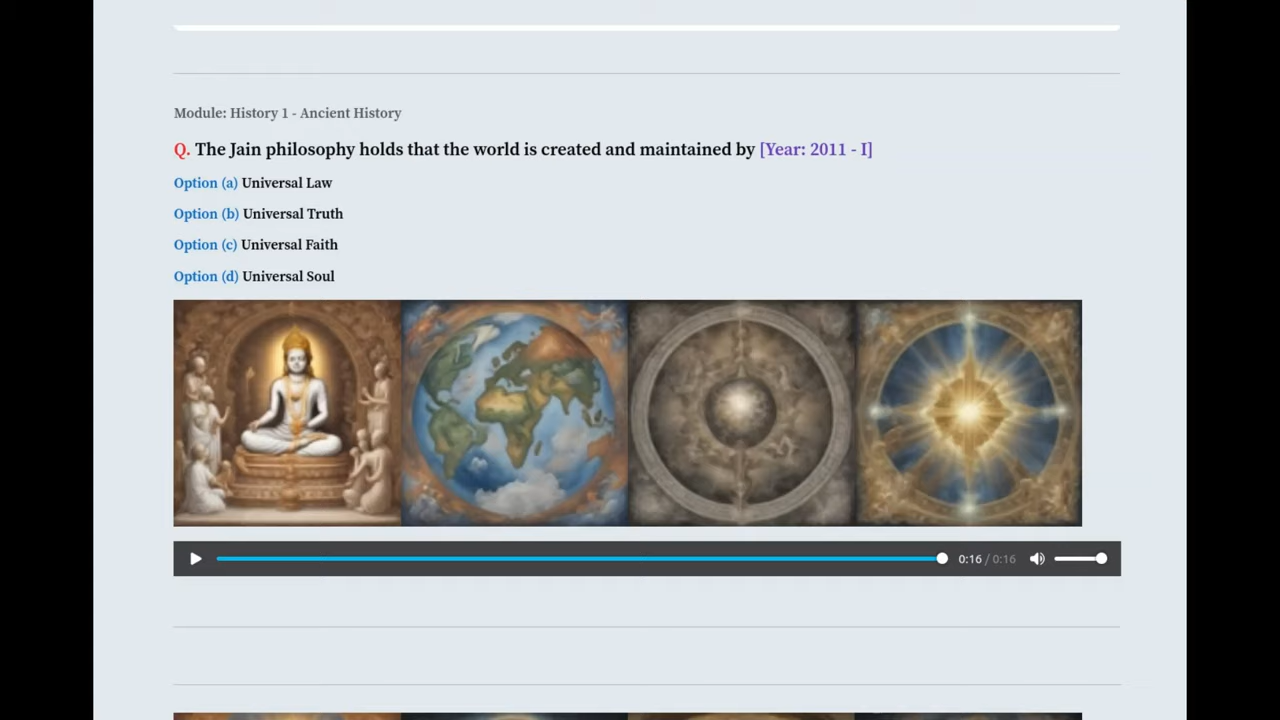 Module: History 1 - Ancient History
Q. The Jain philosophy holds that the world is created and maintained by [Year: 2011 - I]
Option (a) Universal Law
Option (b) Universal Truth
Option (c) Universal Faith
Option (d) Universal Soul
0:16 / 0:16